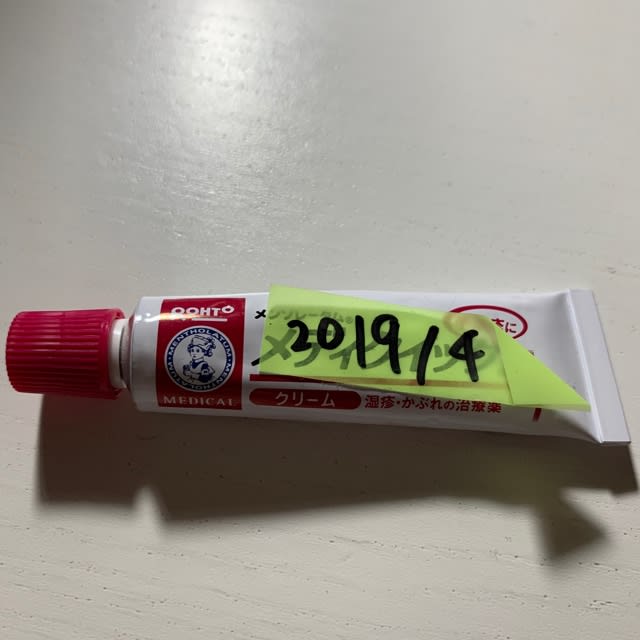 ROHTO
MENTHOLATUM
MEDICAL
メンソレータム
メディクイック
2019/4
クリーム
湿疹・かぶれの治療薬